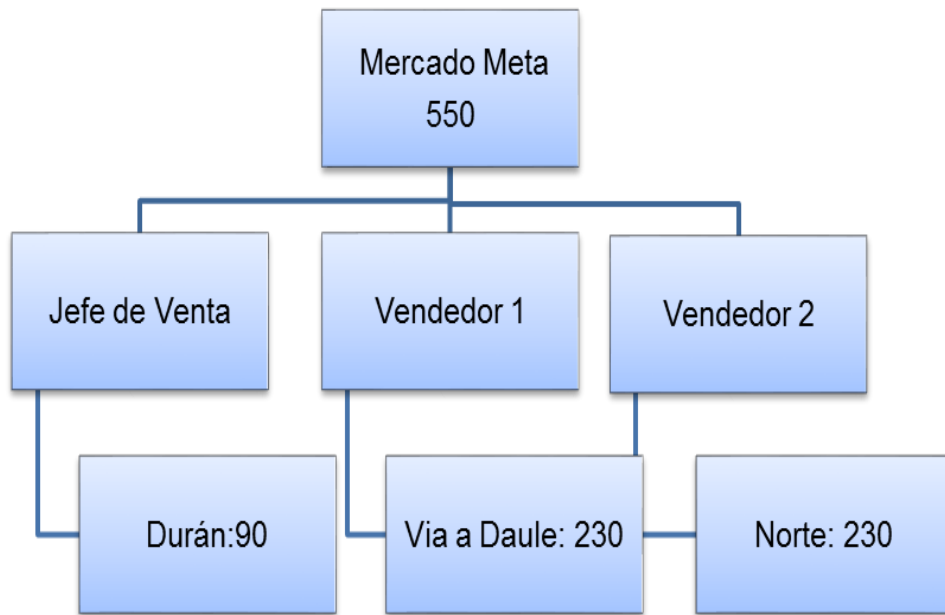 Mercado Meta
550
Jefe de Venta
Vendedor 1
Vendedor 2
Durán:90
Via a Daule: 230
Norte: 230